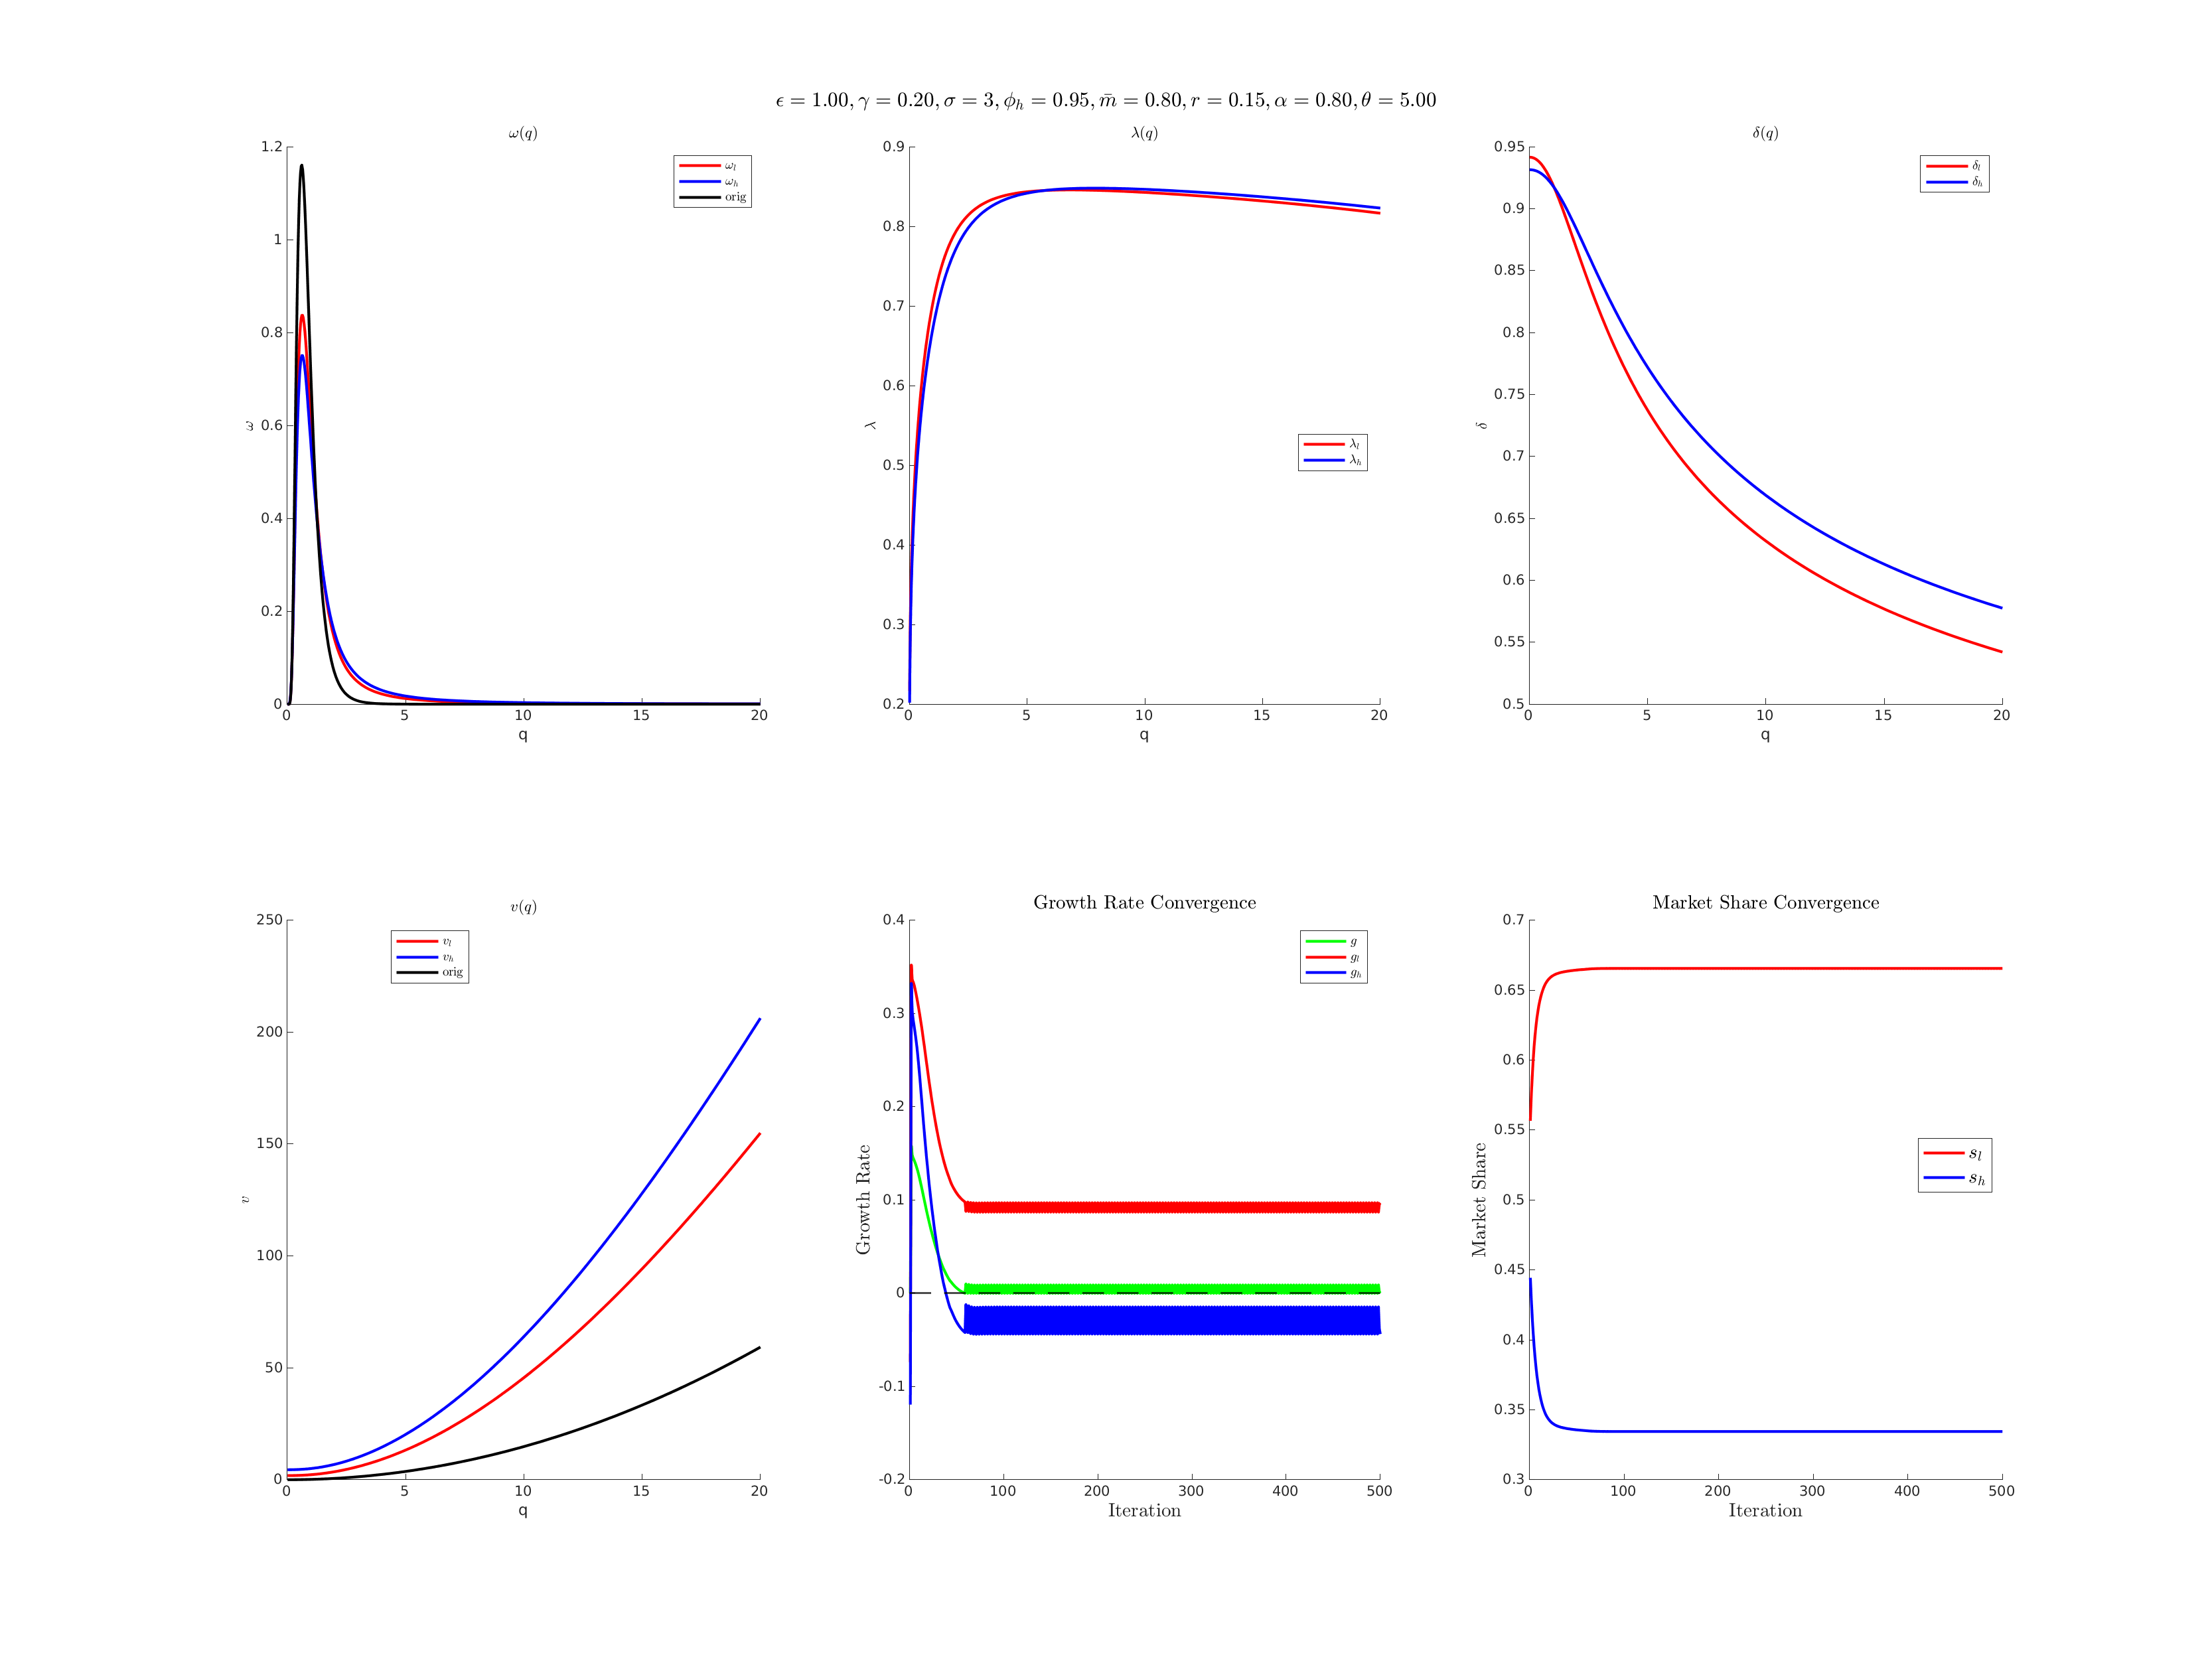 ϵ = 1.00, γ = 0.20, σ = 3, ϕ_h = 0.95, m̄ = 0.80, r = 0.15, α = 0.80, θ = 5.00
ω(q)
1.2
1
0.8
0.6
0.4
0.2
0
ω
0 5 10 15 20
q
ω_l
ω_h
orig
λ(q)
0.9
0.8
0.7
0.6
0.5
0.4
0.3
0.2
λ
0 5 10 15 20
q
λ_l
λ_h
δ(q)
0.95
0.9
0.85
0.8
0.75
0.7
0.65
0.6
0.55
0.5
δ
0 5 10 15 20
q
δ_l
δ_h
v(q)
250
200
150
100
50
0
v
0 5 10 15 20
q
v_l
v_h
orig
Growth Rate Convergence
0.4
0.3
0.2
0.1
0
-0.1
-0.2
Growth Rate
0 100 200 300 400 500
Iteration
g
g_l
g_h
Market Share Convergence
0.7
0.65
0.6
0.55
0.5
0.45
0.4
0.35
0.3
Market Share
0 100 200 300 400 500
Iteration
s_l
s_h